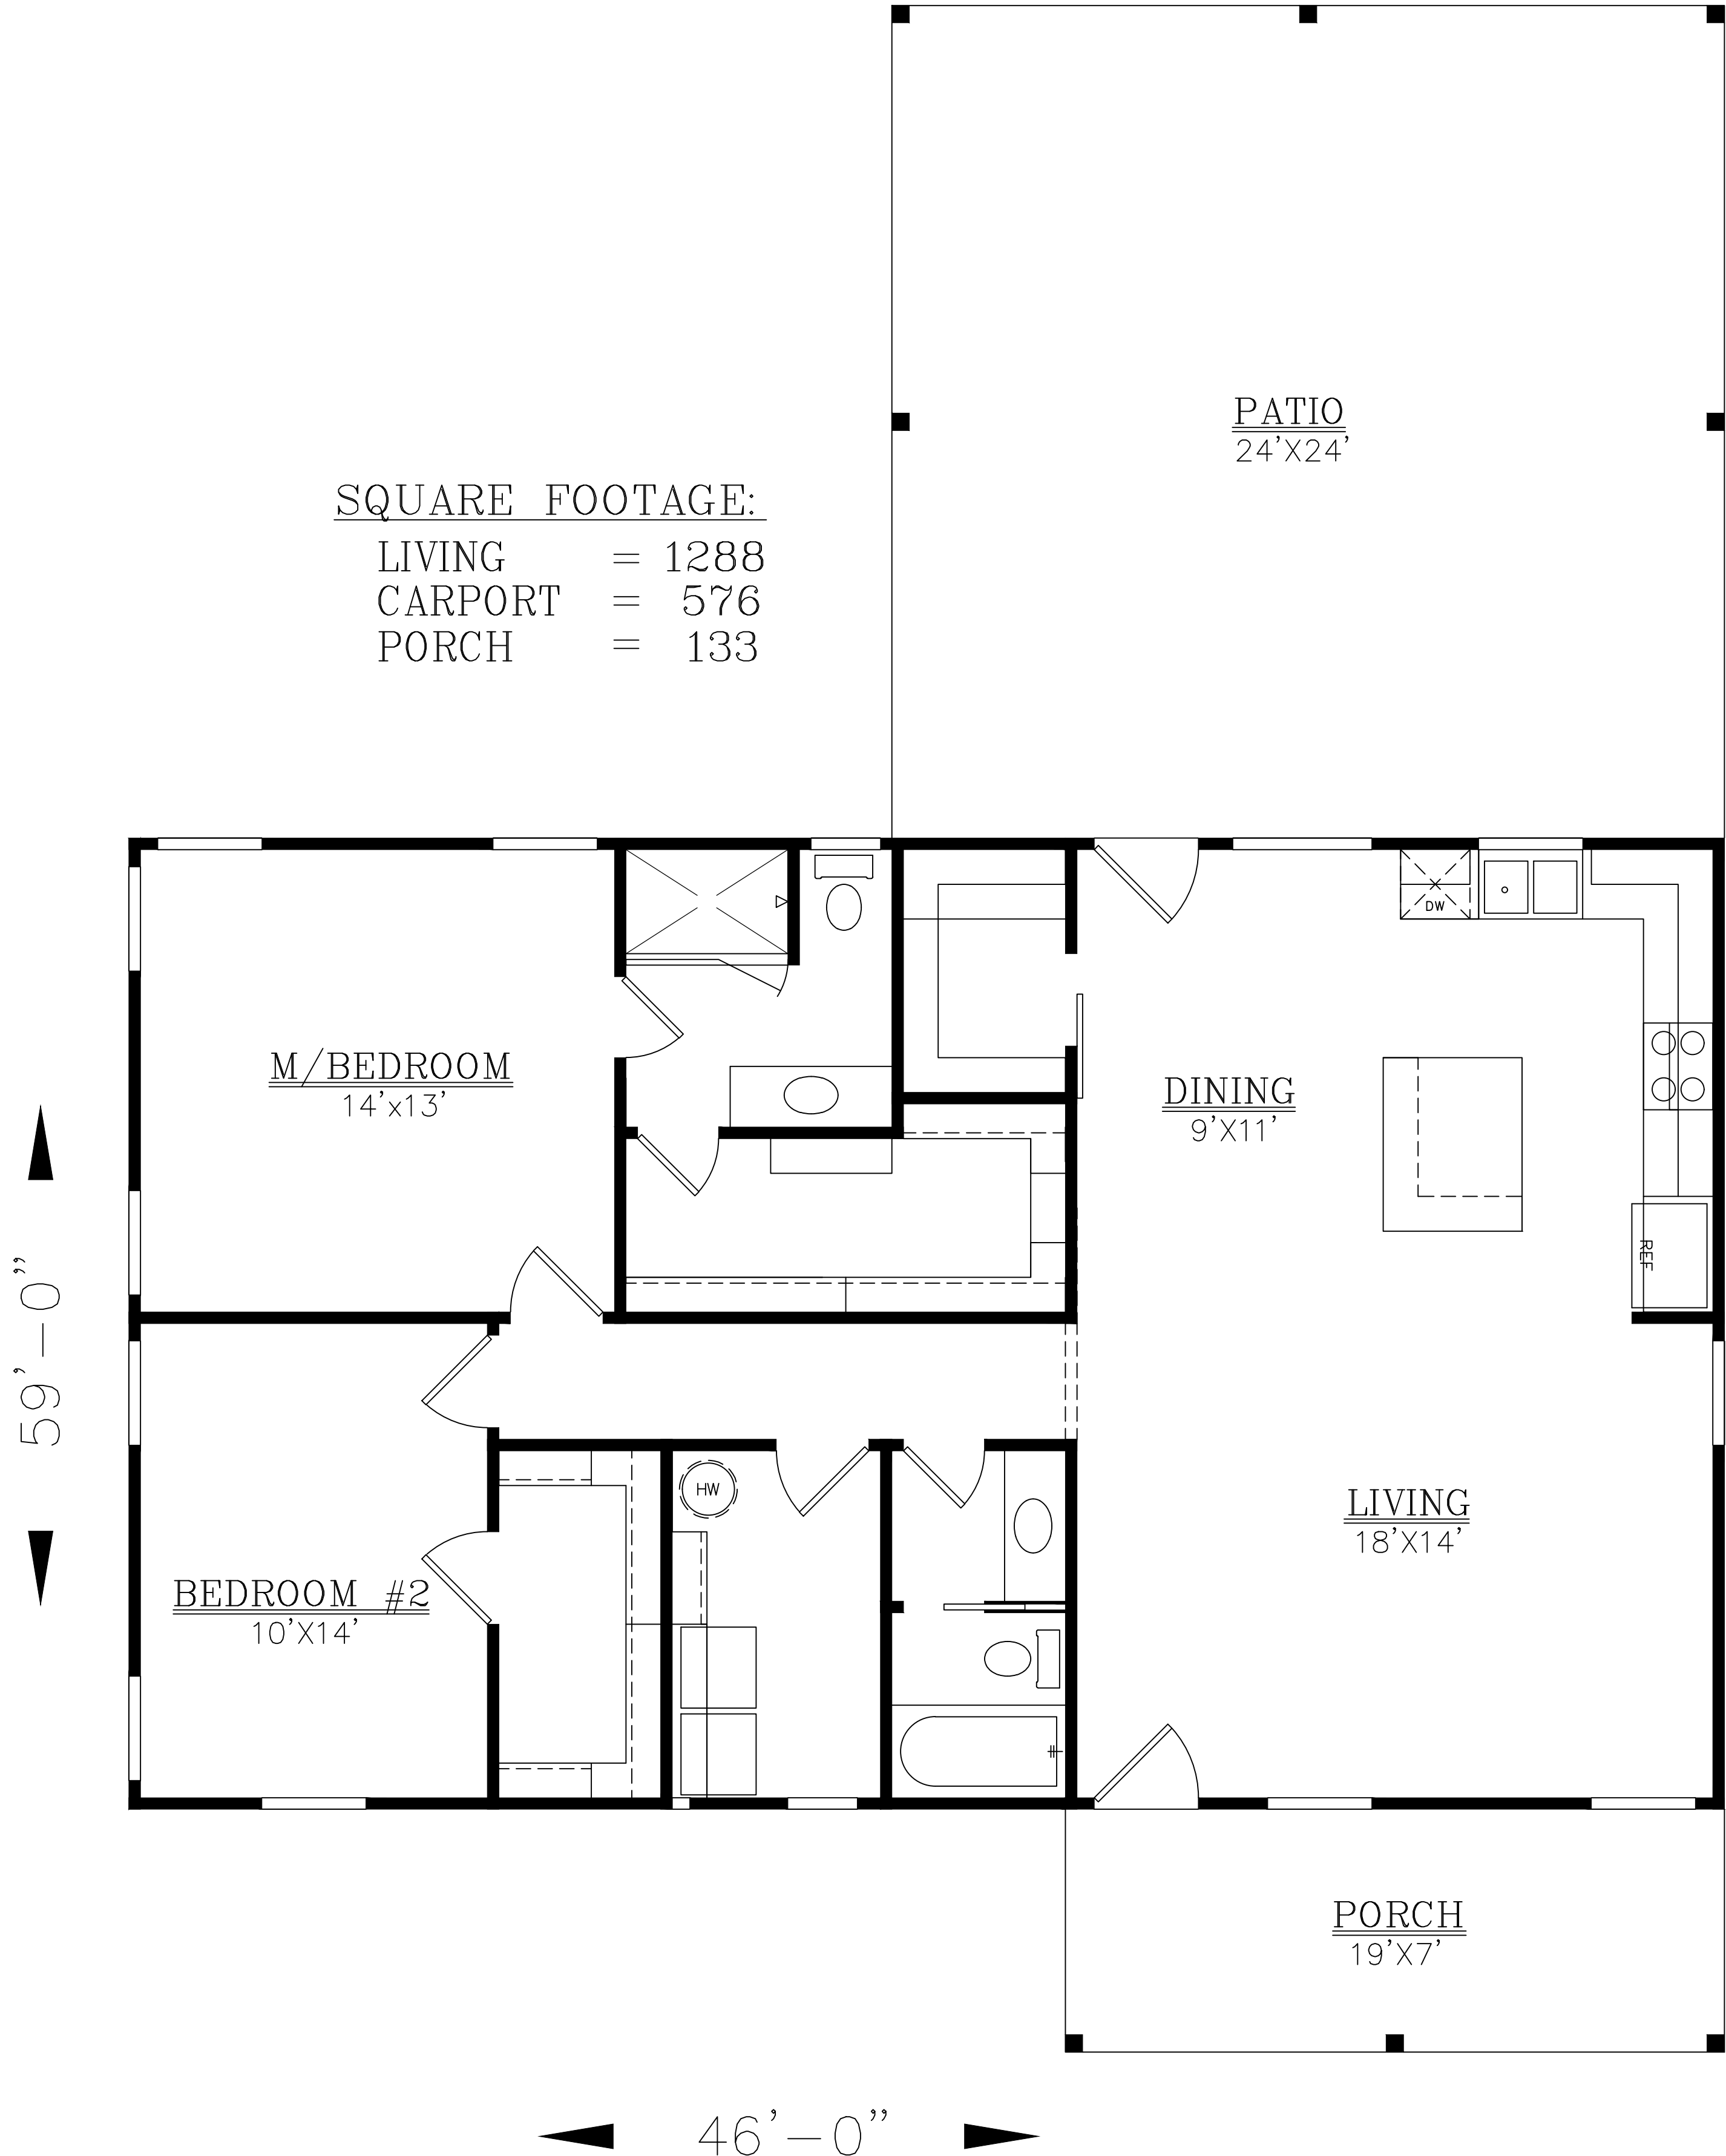 PATIO
24'X24'
SQUARE FOOTAGE:
LIVING = 1288
CARPORT = 576
PORCH = 133
DW
M/BEDROOM
14'x13'
DINING
9'X11'
REF
59'-0"
HW
LIVING
18'X14'
BEDROOM #2
10'X14'
PORCH
19'X7'
46'-0"